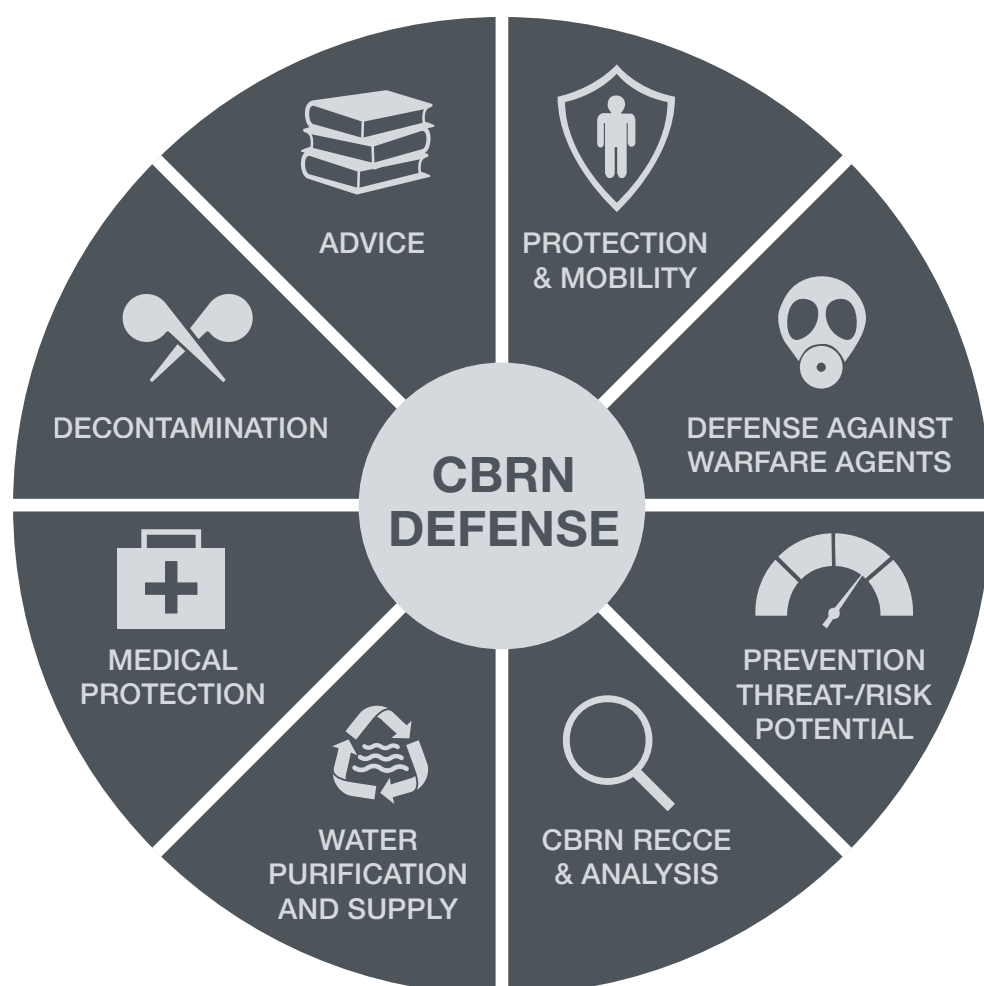 ADVICE
PROTECTION
& MOBILITY
DEFENSE AGAINST
WARFARE AGENTS
PREVENTION
THREAT-/RISK
POTENTIAL
CBRN RECCE
& ANALYSIS
WATER
PURIFICATION
AND SUPPLY
MEDICAL
PROTECTION
DECONTAMINATION
CBRN
DEFENSE